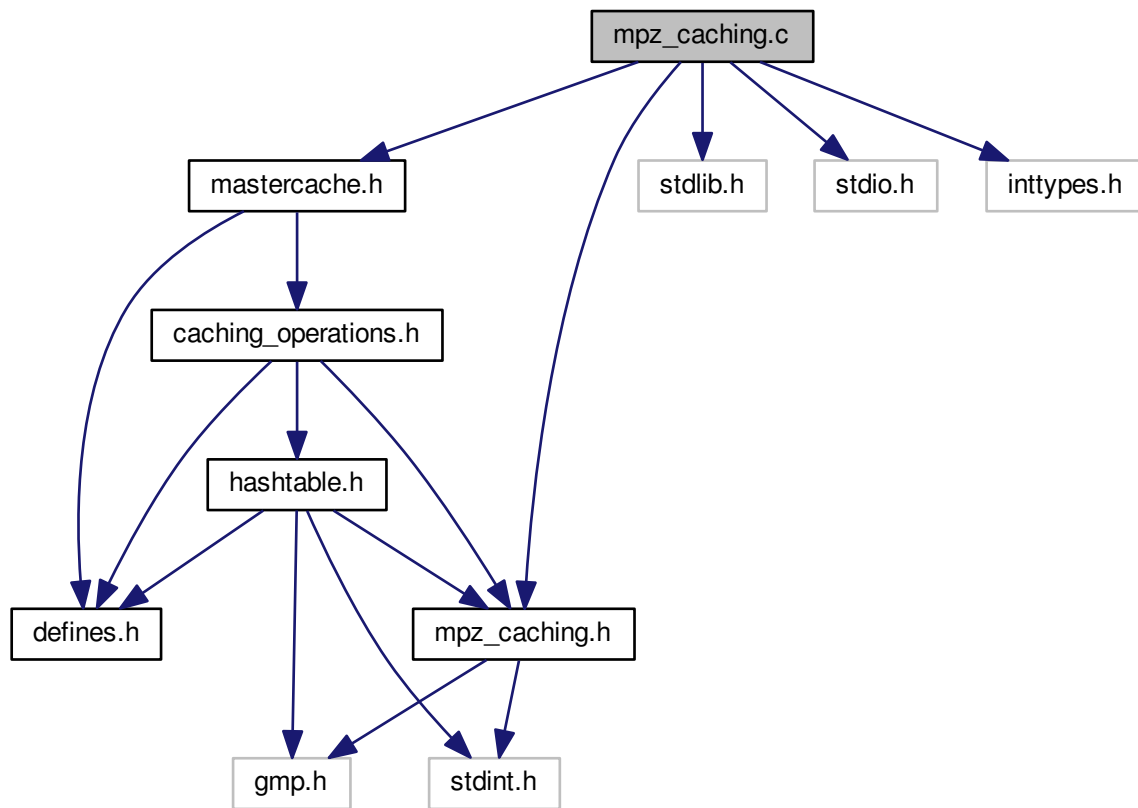 mpz_caching.c
mastercache.h
stdlib.h
stdio.h
inttypes.h
caching_operations.h
hashtable.h
defines.h
mpz_caching.h
gmp.h
stdint.h